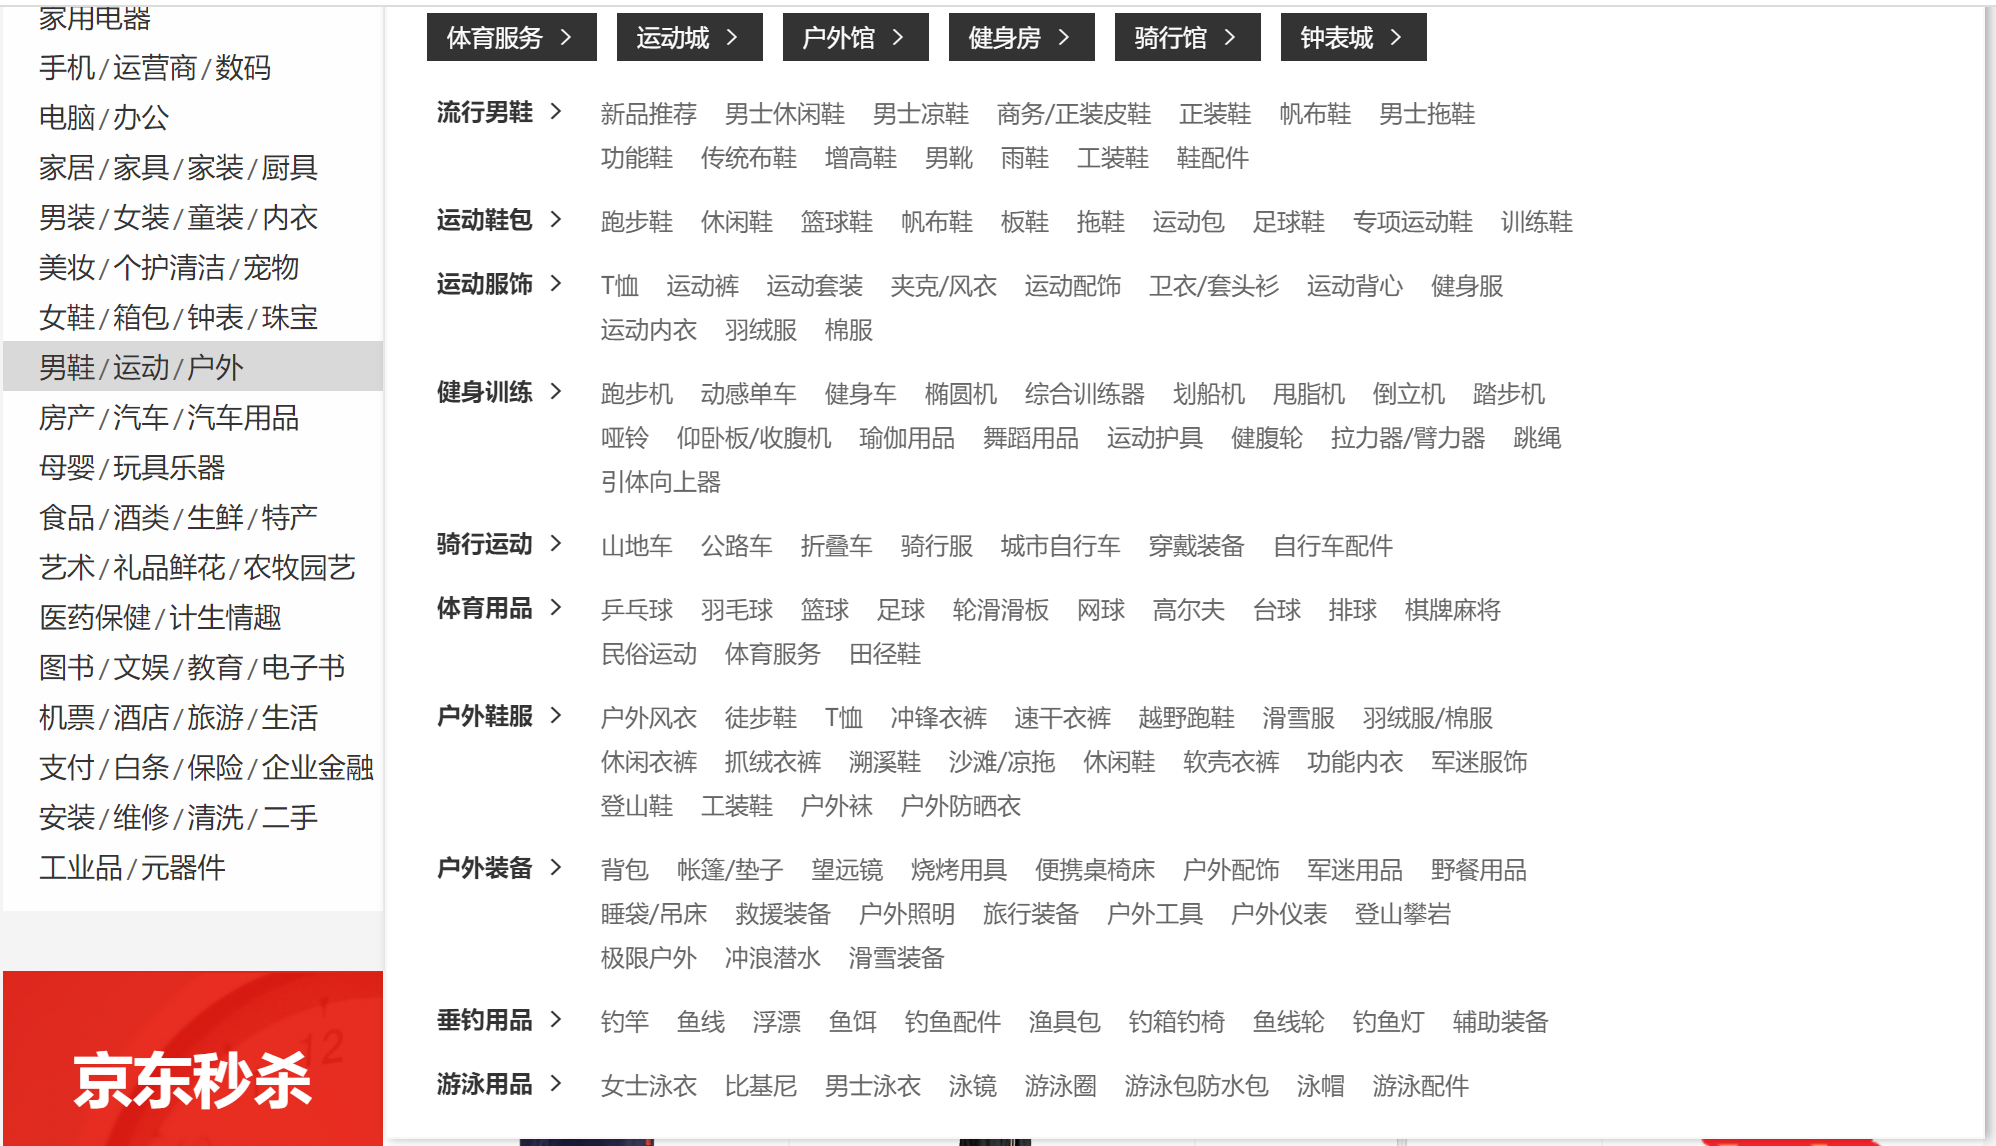 家用电器
手机/运营商/数码
电脑/办公
家居/家具/家装/厨具
男装/女装/童装/内衣
美妆/个护清洁/宠物
女鞋/箱包/钟表/珠宝
男鞋/运动/户外
房产/汽车/汽车用品
母婴/玩具乐器
食品/酒类/生鲜/特产
艺术/礼品鲜花/农牧园艺
医药保健/计生情趣
图书/文娱/教育/电子书
机票/酒店/旅游/生活
支付/白条/保险/企业金融
安装/维修/清洗/二手
工业品/元器件
京东秒杀
体育服务 > 运动城 > 户外馆 > 健身房 > 骑行馆 > 钟表城 >
流行男鞋 > 新品推荐 男士休闲鞋 男士凉鞋 商务/正装皮鞋 正装鞋 帆布鞋 男士拖鞋
功能鞋 传统布鞋 增高鞋 男靴 雨鞋 工装鞋 鞋配件
运动鞋包 > 跑步鞋 休闲鞋 篮球鞋 帆布鞋 板鞋 拖鞋 运动包 足球鞋 专项运动鞋 训练鞋
运动服饰 > T恤 运动裤 运动套装 夹克/风衣 运动配饰 卫衣/套头衫 运动背心 健身服
运动内衣 羽绒服 棉服
健身训练 > 跑步机 动感单车 健身车 椭圆机 综合训练器 划船机 甩脂机 倒立机 踏步机
哑铃 仰卧板/收腹机 瑜伽用品 舞蹈用品 运动护具 健腹轮 拉力器/臂力器 跳绳
引体向上器
骑行运动 > 山地车 公路车 折叠车 骑行服 城市自行车 穿戴装备 自行车配件
体育用品 > 乒乓球 羽毛球 篮球 足球 轮滑滑板 网球 高尔夫 台球 排球 棋牌麻将
民俗运动 体育服务 田径鞋
户外鞋服 > 户外风衣 徒步鞋 T恤 冲锋衣裤 速干衣裤 越野跑鞋 滑雪服 羽绒服/棉服
休闲衣裤 抓绒衣裤 溯溪鞋 沙滩/凉拖 休闲鞋 软壳衣裤 功能内衣 军迷服饰
登山鞋 工装鞋 户外袜 户外防晒衣
户外装备 > 背包 帐篷/垫子 望远镜 烧烤用具 便携桌椅床 户外配饰 军迷用品 野餐用品
睡袋/吊床 救援装备 户外照明 旅行装备 户外工具 户外仪表 登山攀岩
极限户外 冲浪潜水 滑雪装备
垂钓用品 > 钓竿 鱼线 浮漂 鱼饵 钓鱼配件 渔具包 钓箱钓椅 鱼线轮 钓鱼灯 辅助装备
游泳用品 > 女士泳衣 比基尼 男士泳衣 泳镜 游泳圈 游泳包防水包 泳帽 游泳配件